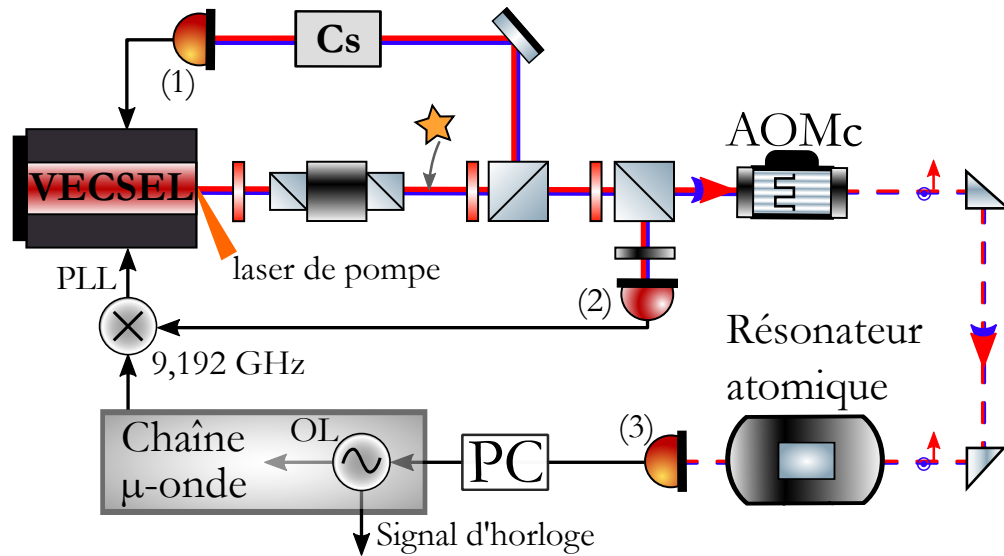 Cs
(1)
AOMc
VECSEL
laser de pompe
PLL
(2)
9,192 GHz
Résonateur
atomique
Chaîne
μ-onde
OL
PC
(3)
Signal d'horloge